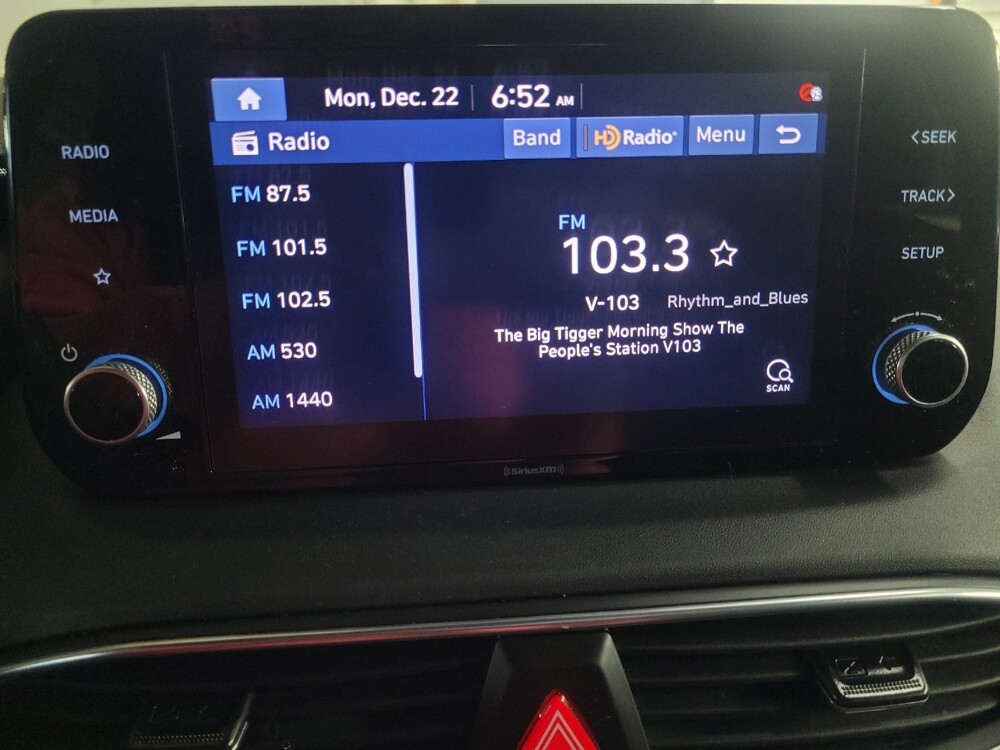 Mon, Dec. 22 6:52 AM
Radio Band HD Radio® Menu
FM 87.5
FM 101.5
FM 102.5
AM 530
AM 1440
FM
103.3
V-103 Rhythm_and_Blues
The Big Tigger Morning Show The
People's Station V103
SCAN
RADIO
MEDIA
<SEEK
TRACK>
SETUP
((SiriusXM))